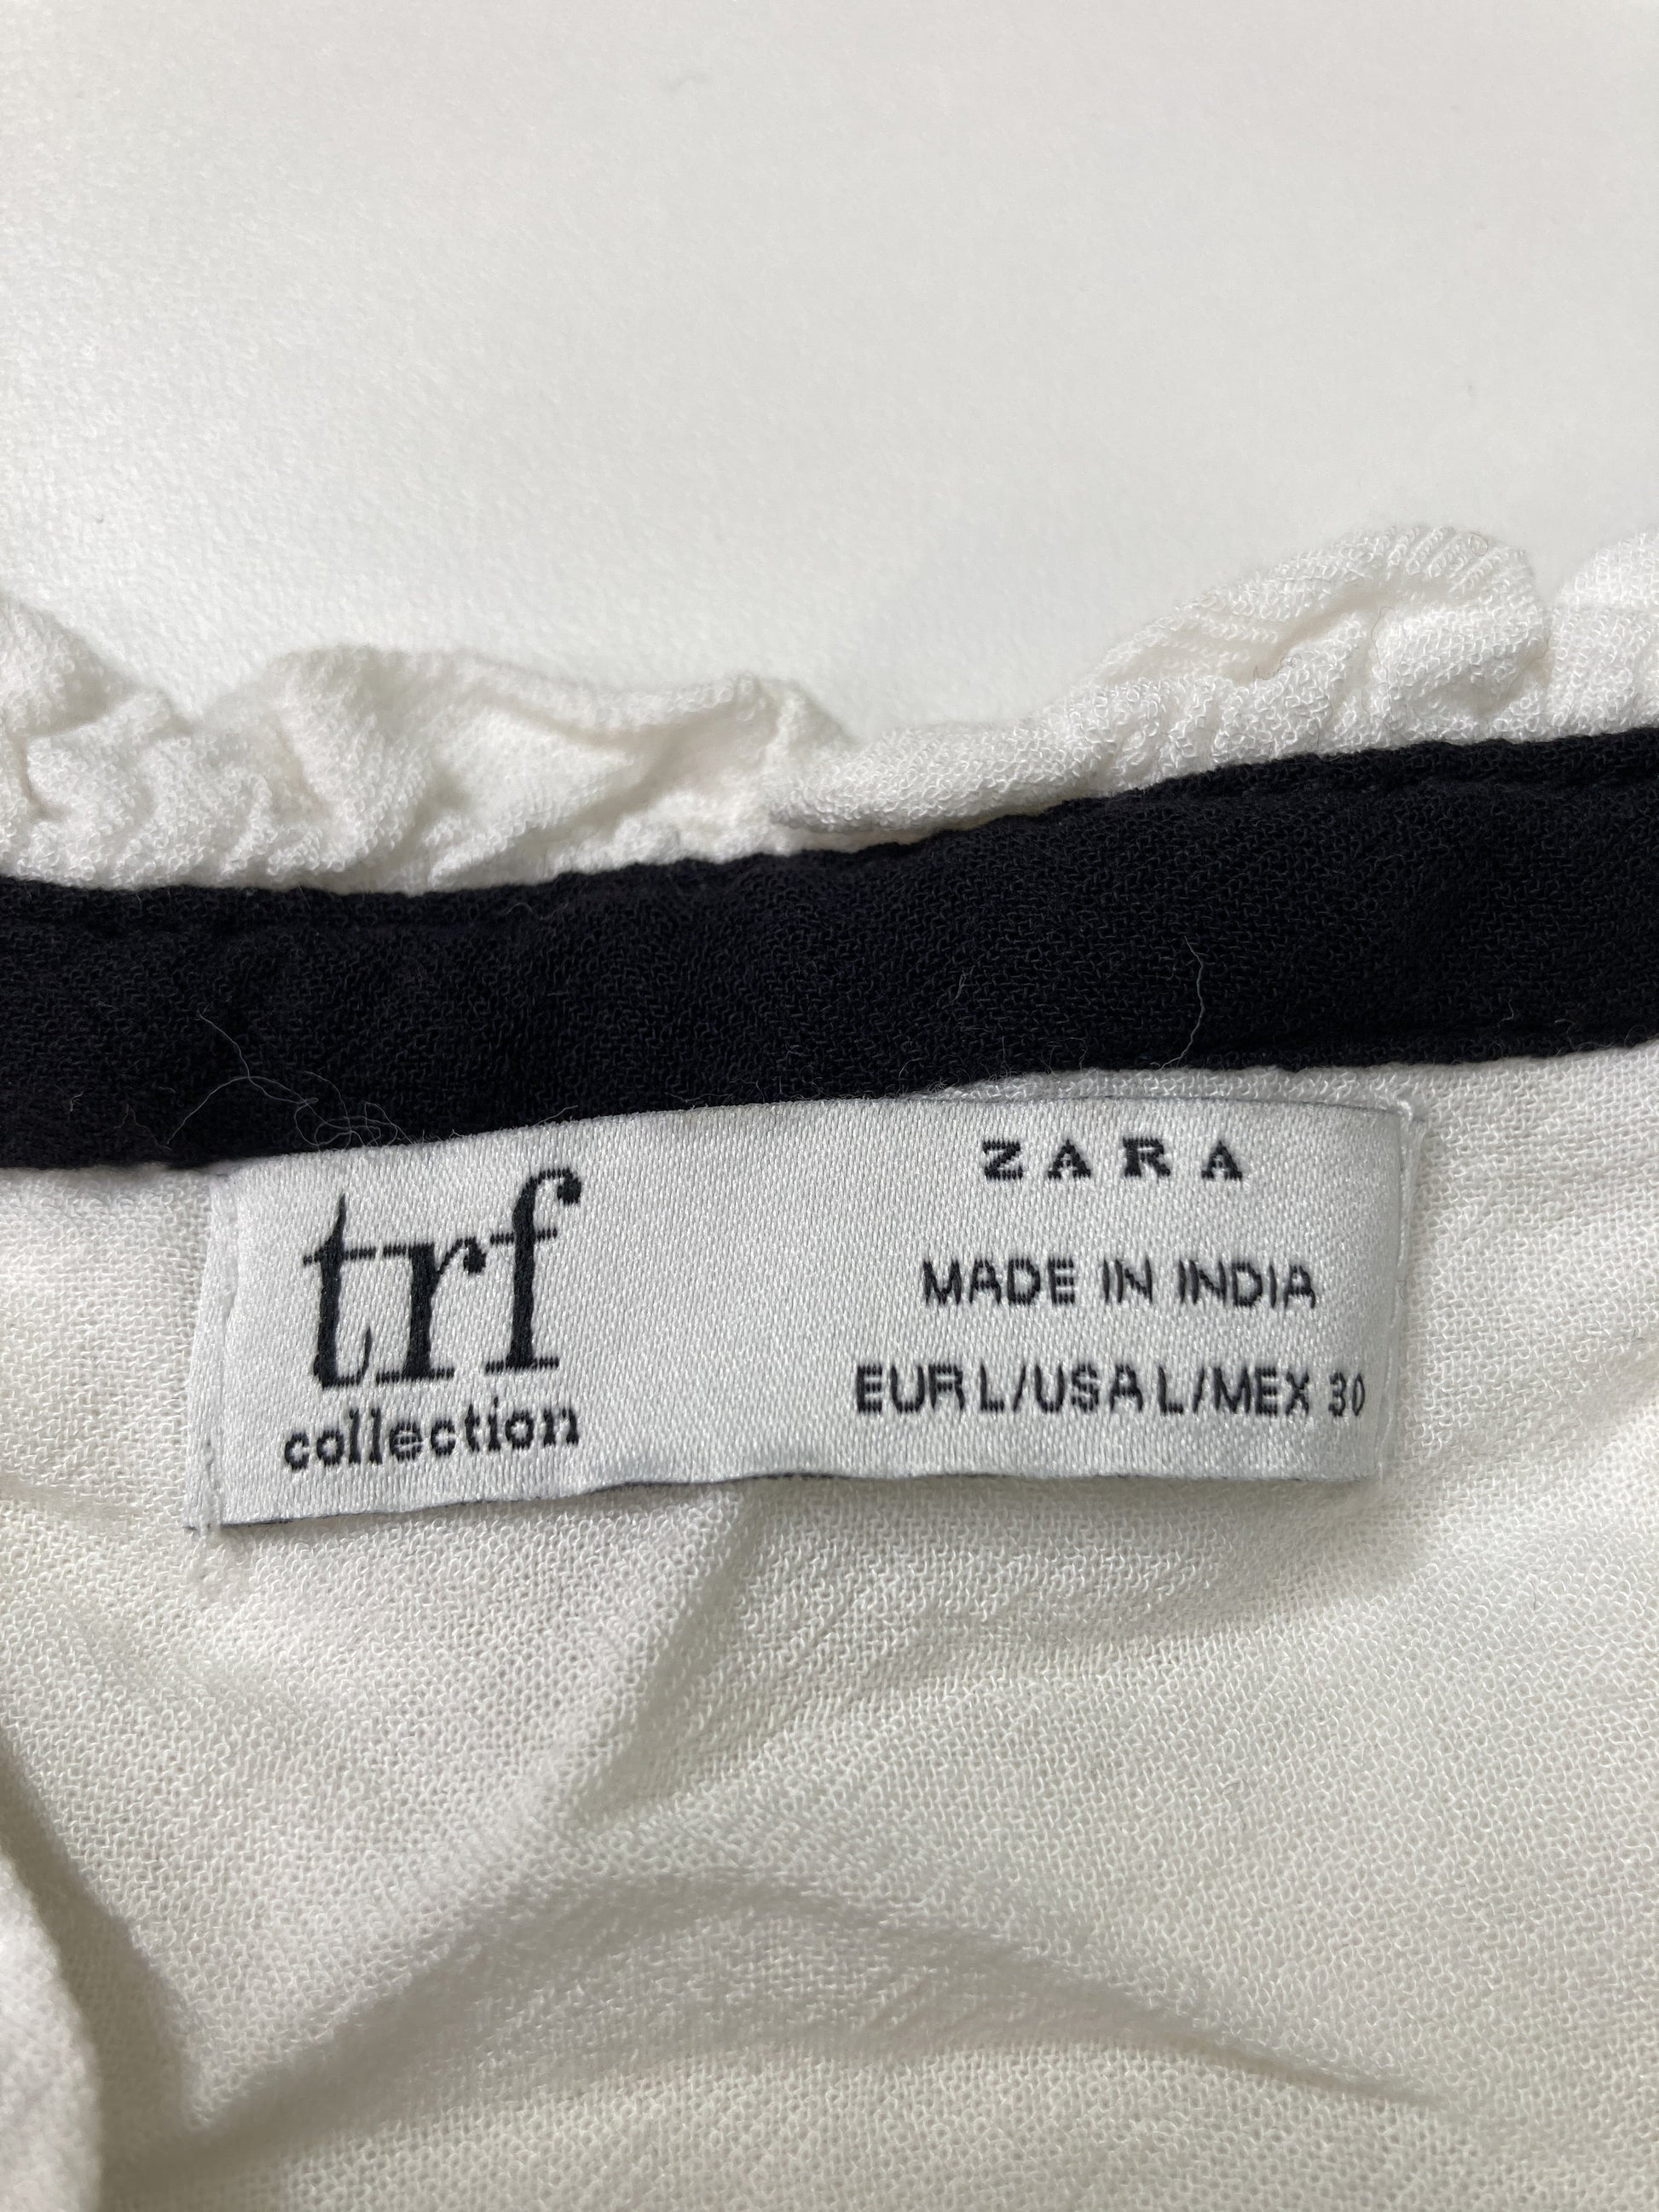 trf
collection
ZARA
MADE IN INDIA
EUR L/USA L/MEX 30